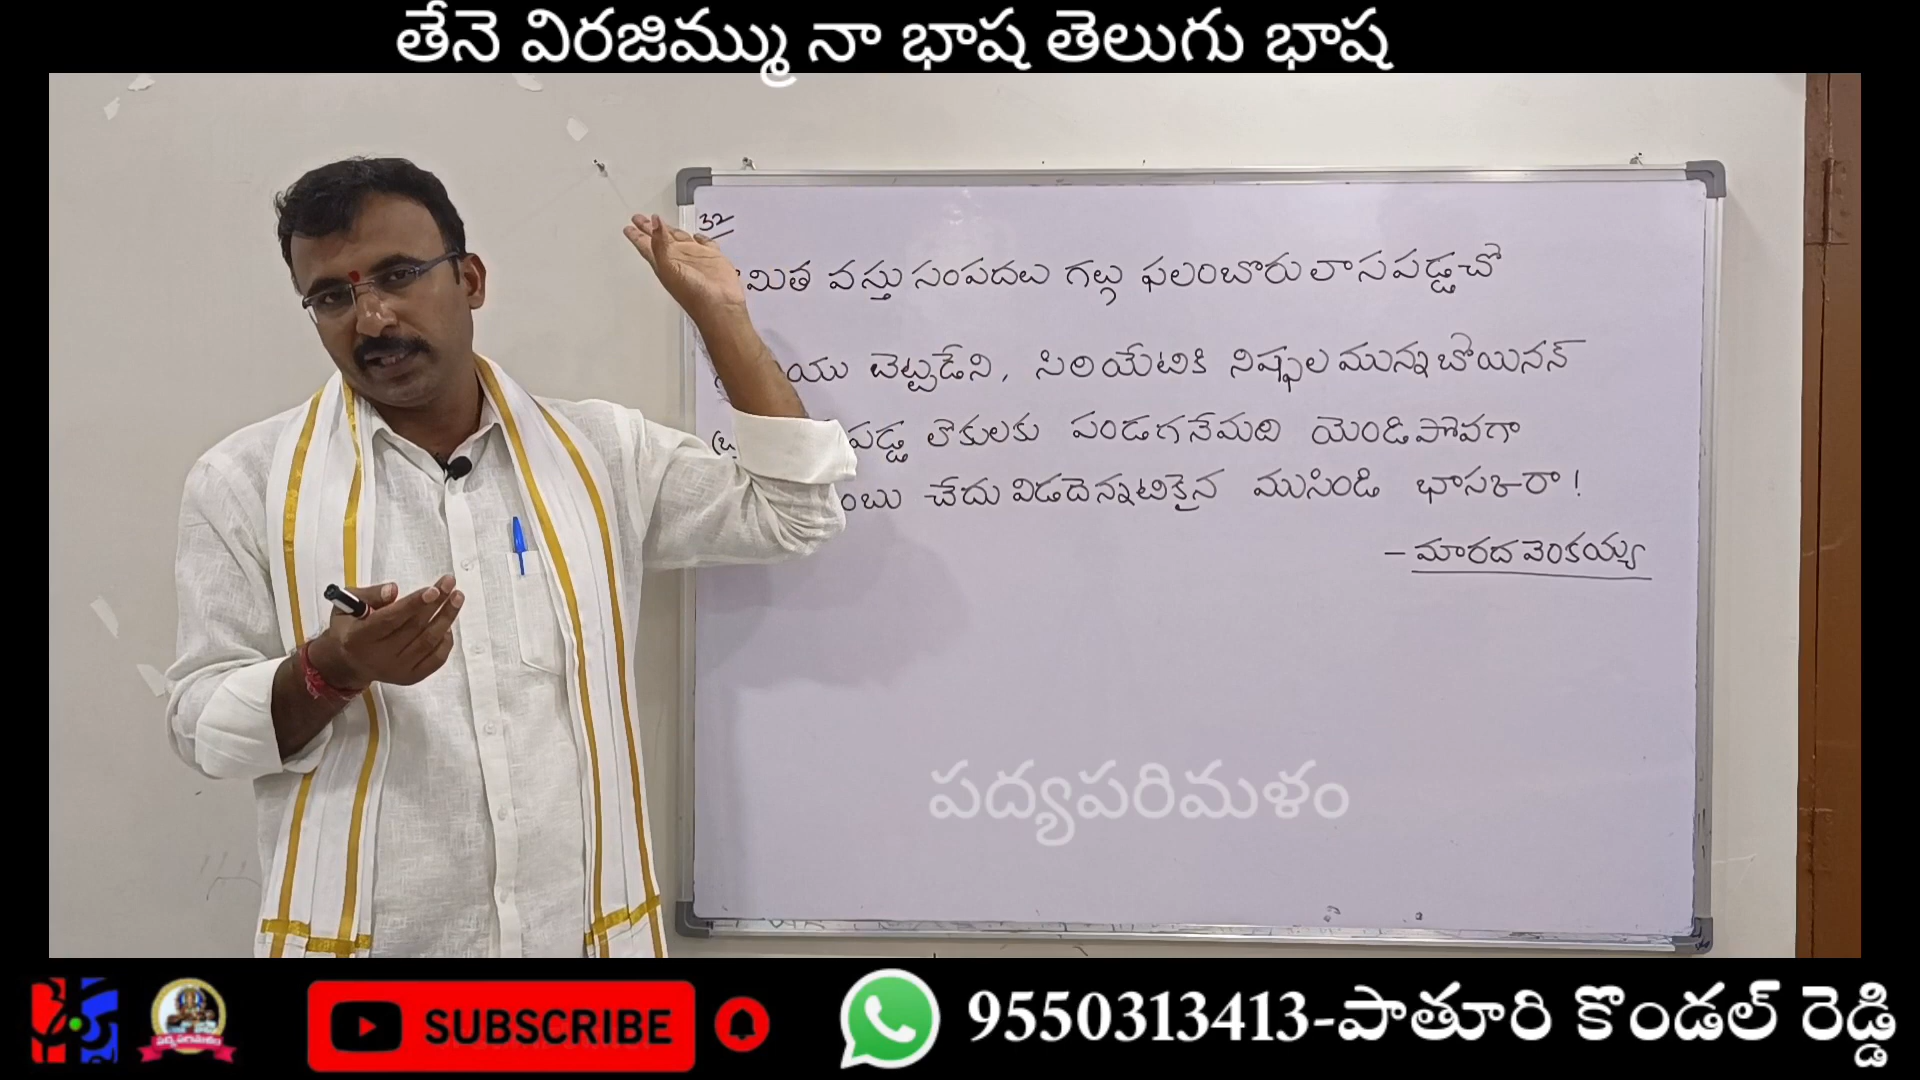 తేనె విరజిమ్ము నా భాష తెలుగు భాష
32
మిత వస్తు సంపదలు గల్గు ఫలంబొరులాసపడ్డచో
యు బెట్టడేని, సిరియేటికి నిష్ఫలమున్నబోయినన్
పడ్డ లోకులకు పండగనేమది యెండిపోవగా
ంబు చేదు విడదెన్నటికైన ముసిండి భాస్కరా!
- మారద వెంకయ్య
పద్యపరిమళం
SUBSCRIBE
9550313413-పాతూరి కొండల్ రెడ్డి